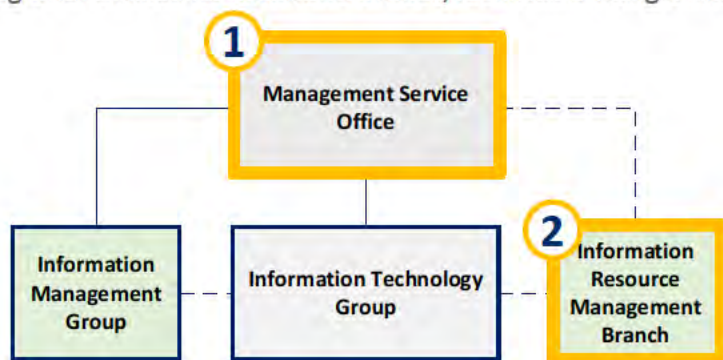 1
Management Service
Office
Information
Management
Group
Information Technology
Group
2
Information
Resource
Management
Branch